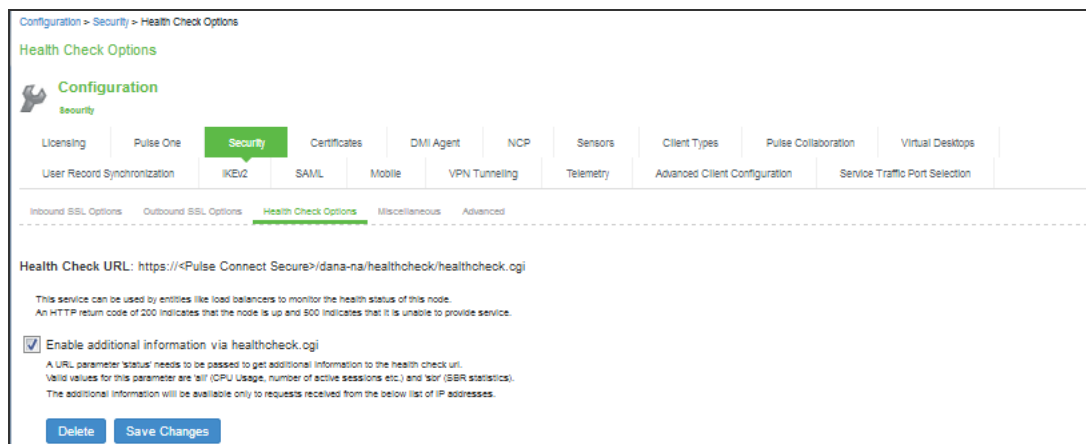 Configuration > Security > Health Check Options
Health Check Options
Configuration
Security
Licensing Pulse One Security Certificates DMI Agent NCP Sensors Client Types Pulse Collaboration Virtual Desktops
User Record Synchronization IKEv2 SAML Mobile VPN Tunneling Telemetry Advanced Client Configuration Service Traffic Port Selection
Inbound SSL Options Outbound SSL Options Health Check Options Miscellaneous Advanced
Health Check URL: https://<Pulse Connect Secure>/dana-na/healthcheck/healthcheck.cgi
This service can be used by entities like load balancers to monitor the health status of this node.
An HTTP return code of 200 indicates that the node is up and 500 indicates that it is unable to provide service.
Enable additional information via healthcheck.cgi
A URL parameter 'status' needs to be passed to get additional information to the health check url.
Valid values for this parameter are 'all' (CPU Usage, number of active sessions etc.) and 'sbr' (SBR statistics).
The additional information will be available only to requests received from the below list of IP addresses.
Delete Save Changes